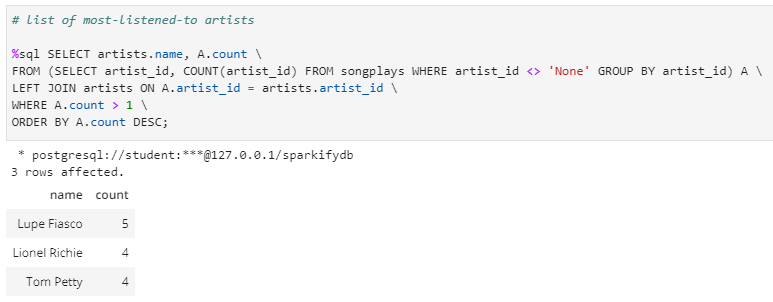 # list of most-listened-to artists
%sql SELECT artists.name, A.count \
FROM (SELECT artist_id, COUNT(artist_id) FROM songplays WHERE artist_id <> 'None' GROUP BY artist_id) A \
LEFT JOIN artists ON A.artist_id = artists.artist_id \
WHERE A.count > 1 \
ORDER BY A.count DESC;
* postgresql://student:***@127.0.0.1/sparkifydb
3 rows affected.
name count
Lupe Fiasco 5
Lionel Richie 4
Tom Petty 4